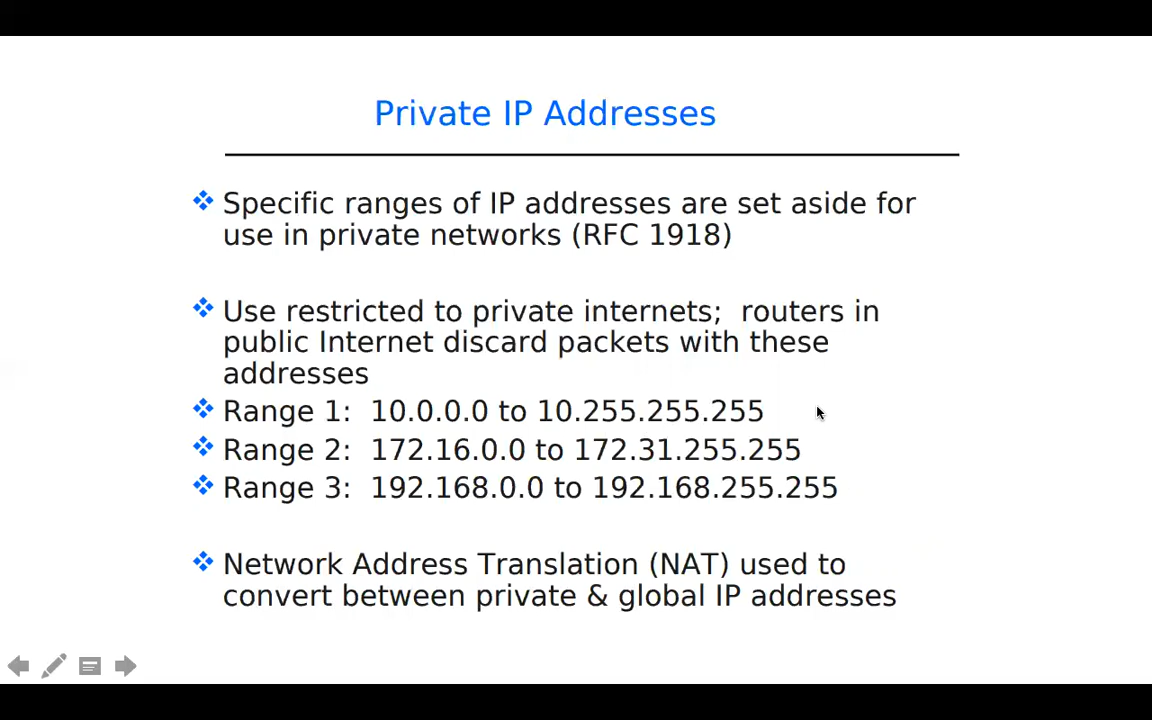 Private IP Addresses
Specific ranges of IP addresses are set aside for
use in private networks (RFC 1918)
Use restricted to private internets;  routers in
public Internet discard packets with these
addresses
Range 1:  10.0.0.0 to 10.255.255.255
Range 2:  172.16.0.0 to 172.31.255.255
Range 3:  192.168.0.0 to 192.168.255.255
Network Address Translation (NAT) used to
convert between private & global IP addresses